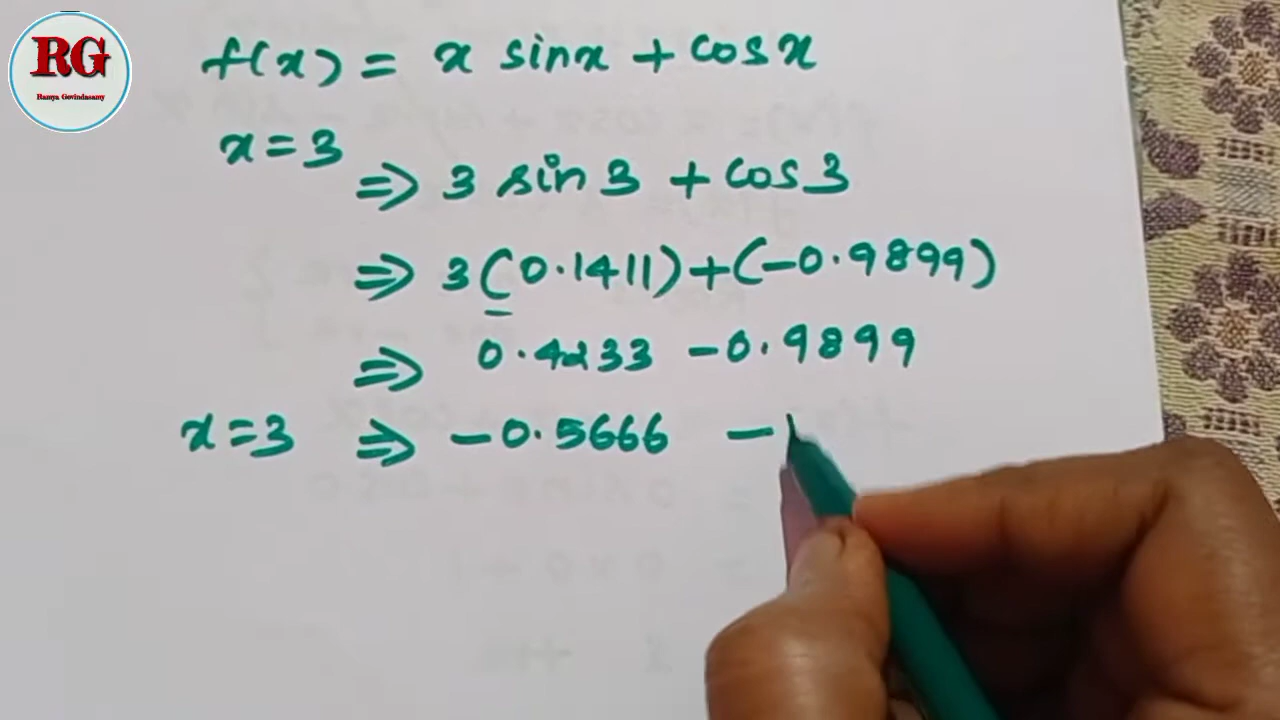 RG
Ramya Govindasamy
f(x) = x sinx + cosx
x = 3
⇒ 3 sin 3 + cos 3
⇒ 3(0.1411)+(-0.9899)
⇒ 0.4233 -0.9899
x=3 ⇒ -0.5666 -